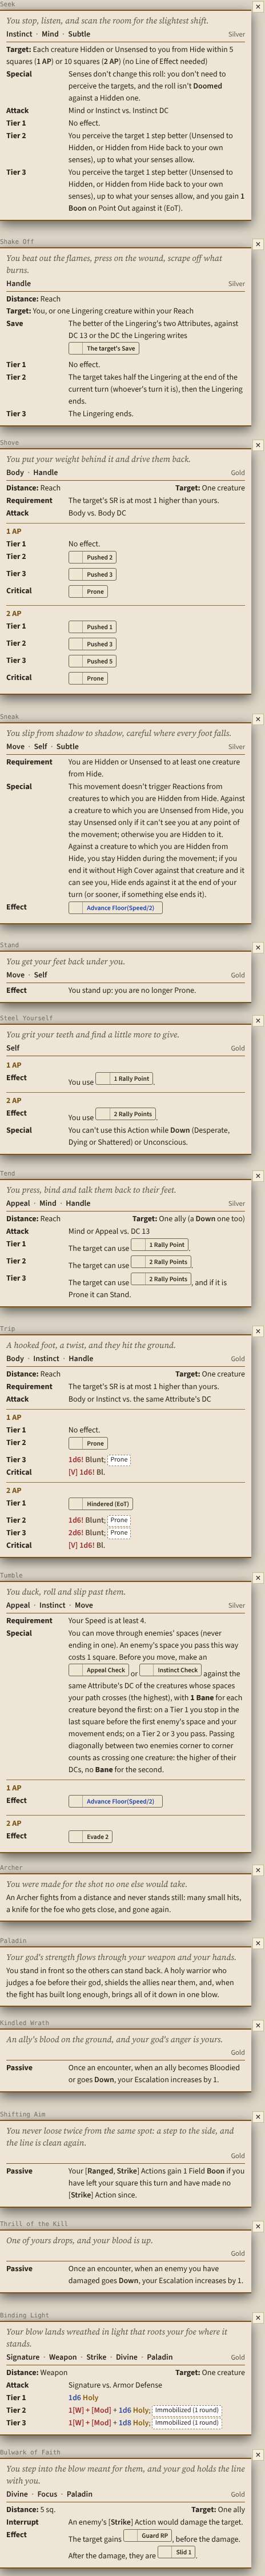 Seek
You stop, listen, and scan the room for the slightest shift.
Instinct · Mind · Subtle Silver
Target: Each creature Hidden or Unsensed to you from Hide within 5
squares (1 AP) or 10 squares (2 AP) (no Line of Effect needed)
Special Senses don't change this roll: you don't need to
perceive the targets, and the roll isn't Doomed
against a Hidden one.
Attack Mind or Instinct vs. Instinct DC
Tier 1 No effect.
Tier 2 You perceive the target 1 step better (Unsensed to
Hidden, or Hidden from Hide back to your own
senses), up to what your senses allow.
Tier 3 You perceive the target 1 step better (Unsensed to
Hidden, or Hidden from Hide back to your own
senses), up to what your senses allow, and you gain 1
Boon on Point Out against it (EoT).
Shake Off
You beat out the flames, press on the wound, scrape off what
burns.
Handle Silver
Distance: Reach
Target: You, or one Lingering creature within your Reach
Save The better of the Lingering's two Attributes, against
DC 13 or the DC the Lingering writes
The target's Save
Tier 1 No effect.
Tier 2 The target takes half the Lingering at the end of the
current turn (whoever's turn it is), then the Lingering
ends.
Tier 3 The Lingering ends.
Shove
You put your weight behind it and drive them back.
Body · Handle Gold
Distance: Reach Target: One creature
Requirement The target's SR is at most 1 higher than yours.
Attack Body vs. Body DC
1 AP
Tier 1 No effect.
Tier 2 Pushed 2
Tier 3 Pushed 3
Critical Prone
2 AP
Tier 1 Pushed 1
Tier 2 Pushed 3
Tier 3 Pushed 5
Critical Prone
Sneak
You slip from shadow to shadow, careful where every foot falls.
Move · Self · Subtle Silver
Requirement You are Hidden or Unsensed to at least one creature
from Hide.
Special This movement doesn't trigger Reactions from
creatures to which you are Hidden from Hide. Against
a creature to which you are Unsensed from Hide, you
stay Unsensed only if it can't see you at any point of
the movement; otherwise you are Hidden to it.
Against a creature to which you are Hidden from
Hide, you stay Hidden during the movement; if you
end it without High Cover against that creature and it
can see you, Hide ends against it at the end of your
turn (or sooner, if something else ends it).
Effect Advance Floor(Speed/2)
Stand
You get your feet back under you.
Move · Self Gold
Effect You stand up: you are no longer Prone.
Steel Yourself
You grit your teeth and find a little more to give.
Self Gold
1 AP
Effect You use 1 Rally Point.
2 AP
Effect You use 2 Rally Points.
Special You can't use this Action while Down (Desperate,
Dying or Shattered) or Unconscious.
Tend
You press, bind and talk them back to their feet.
Appeal · Mind · Handle Silver
Distance: Reach Target: One ally (a Down one too)
Attack Mind or Appeal vs. DC 13
Tier 1 The target can use 1 Rally Point.
Tier 2 The target can use 2 Rally Points.
Tier 3 The target can use 2 Rally Points, and if it is
Prone it can Stand.
Trip
A hooked foot, a twist, and they hit the ground.
Body · Instinct · Handle Gold
Distance: Reach Target: One creature
Requirement The target's SR is at most 1 higher than yours.
Attack Body or Instinct vs. the same Attribute's DC
1 AP
Tier 1 No effect.
Tier 2 Prone
Tier 3 1d6! Blunt; Prone
Critical [V] 1d6! Bl.
2 AP
Tier 1 Hindered (EoT)
Tier 2 1d6! Blunt; Prone
Tier 3 2d6! Blunt; Prone
Critical [V] 1d6! Bl.
Tumble
You duck, roll and slip past them.
Appeal · Instinct · Move Silver
Requirement Your Speed is at least 4.
Special You can move through enemies' spaces (never
ending in one). An enemy's space you pass this way
costs 1 square. Before you move, make an
Appeal Check or Instinct Check against the
same Attribute's DC of the creatures whose spaces
your path crosses (the highest), with 1 Bane for each
creature beyond the first: on a Tier 1 you stop in the
last square before the first enemy's space and your
movement ends; on a Tier 2 or 3 you pass. Passing
diagonally between two enemies corner to corner
counts as crossing one creature: the higher of their
DCs, no Bane for the second.
1 AP
Effect Advance Floor(Speed/2)
2 AP
Effect Evade 2
Archer
You were made for the shot no one else would take.
An Archer fights from a distance and never stands still: many small hits,
a knife for the foe who gets close, and gone again.
Paladin
Your god's strength flows through your weapon and your hands.
You stand in front so the others can stand back. A holy warrior who
judges a foe before their god, shields the allies near them, and, when
the fight has built long enough, brings all of it down in one blow.
Kindled Wrath
An ally's blood on the ground, and your god's anger is yours.
Gold
Passive Once an encounter, when an ally becomes Bloodied
or goes Down, your Escalation increases by 1.
Shifting Aim
You never loose twice from the same spot: a step to the side, and
the line is clean again.
Gold
Passive Your [Ranged, Strike] Actions gain 1 Field Boon if you
have left your square this turn and have made no
[Strike] Action since.
Thrill of the Kill
One of yours drops, and your blood is up.
Gold
Passive Once an encounter, when an enemy you have
damaged goes Down, your Escalation increases by 1.
Binding Light
Your blow lands wreathed in light that roots your foe where it
stands.
Signature · Weapon · Strike · Divine · Paladin Gold
Distance: Weapon Target: One creature
Attack Signature vs. Armor Defense
Tier 1 1d6 Holy
Tier 2 1[W] + [Mod] + 1d6 Holy; Immobilized (1 round)
Tier 3 1[W] + [Mod] + 1d8 Holy; Immobilized (1 round)
Bulwark of Faith
You step into the blow meant for them, and your god holds the line
with you.
Divine · Focus · Paladin Gold
Distance: 5 sq. Target: One ally
Interrupt An enemy's [Strike] Action would damage the target.
Effect The target gains Guard RP, before the damage.
After the damage, they are Slid 1.